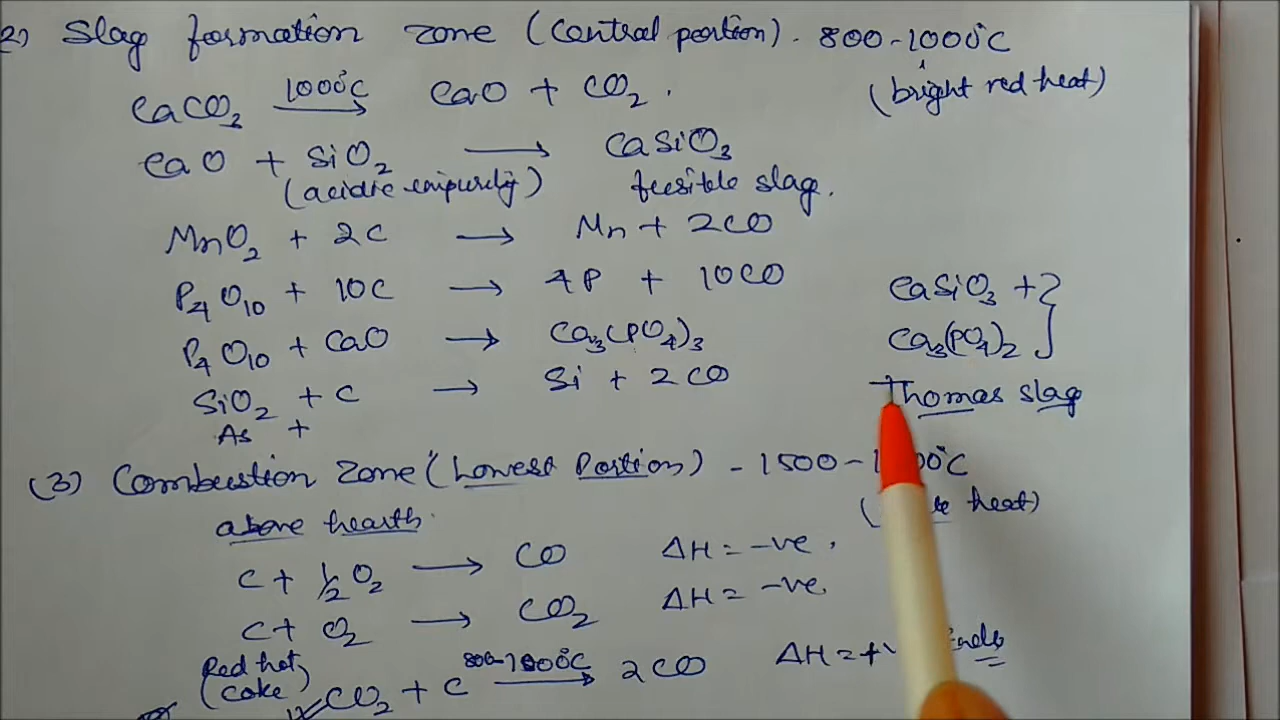 2) Slag formation zone (Central portion). 800-1000°C
(bright red heat)
CaCO3 1000°C → CaO + CO2.
CaO + SiO2 → CaSiO3
(acidic impurity) fusible slag.
MnO2 + 2C → Mn + 2CO
P4O10 + 10C → 4P + 10CO
P4O10 + CaO → Ca3(PO4)3
SiO2 + C → Si + 2CO
As +
CaSiO3 + }
Ca3(PO4)2
Thomas slag
(3) Combustion zone (Lowest Portion) - 1500-
heat)
above hearth.
C + 1/2 O2 → CO ΔH = -ve.
C + O2 → CO2 ΔH = -ve.
Red hot
(coke) CO2 + C 800-1000°C → 2CO ΔH = +